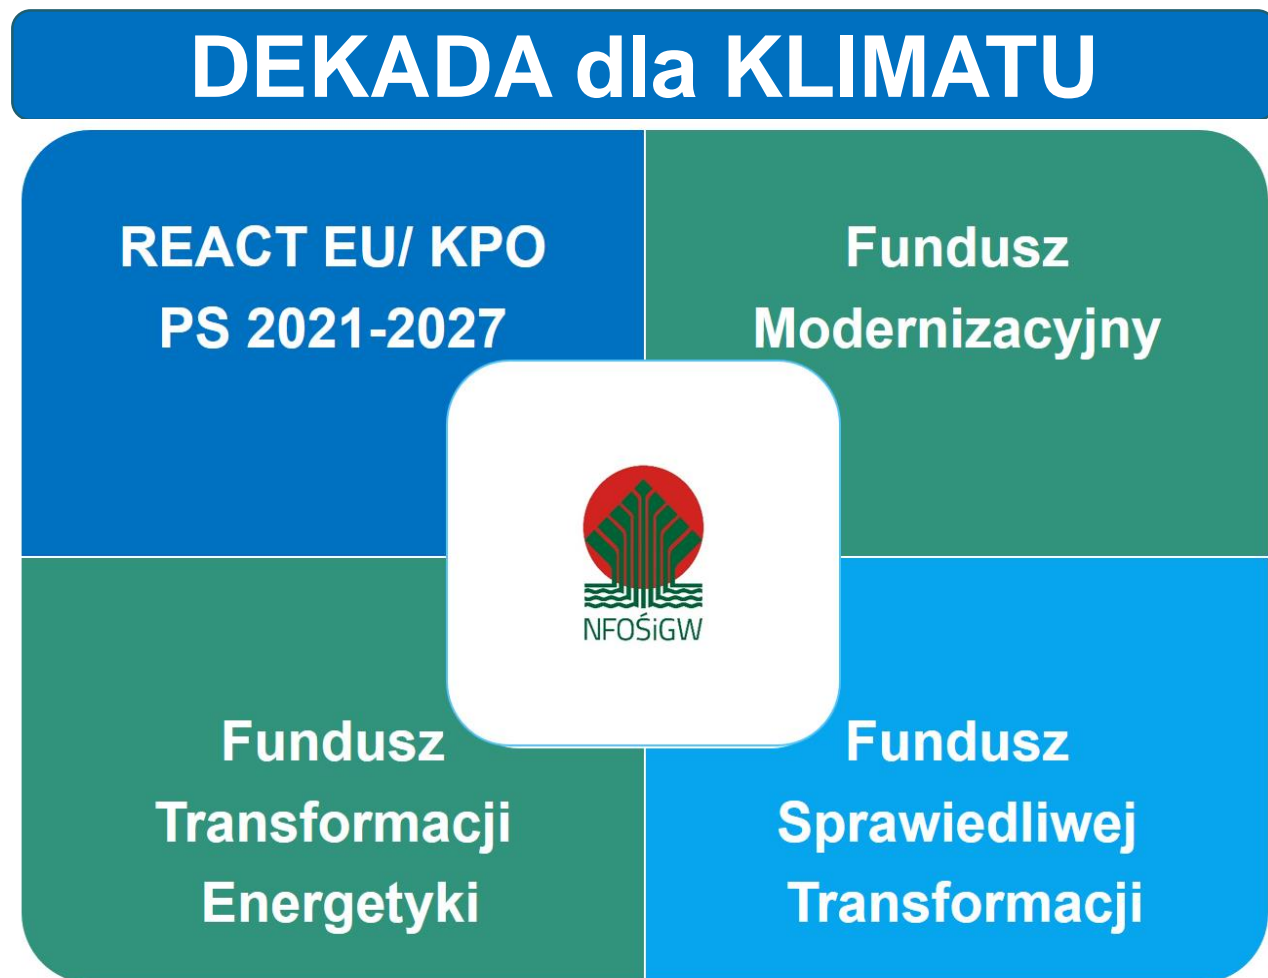 DEKADA dla KLIMATU
REACT EU/ KPO
PS 2021-2027
Fundusz
Modernizacyjny
NFOŚiGW
Fundusz
Transformacji
Energetyki
Fundusz
Sprawiedliwej
Transformacji